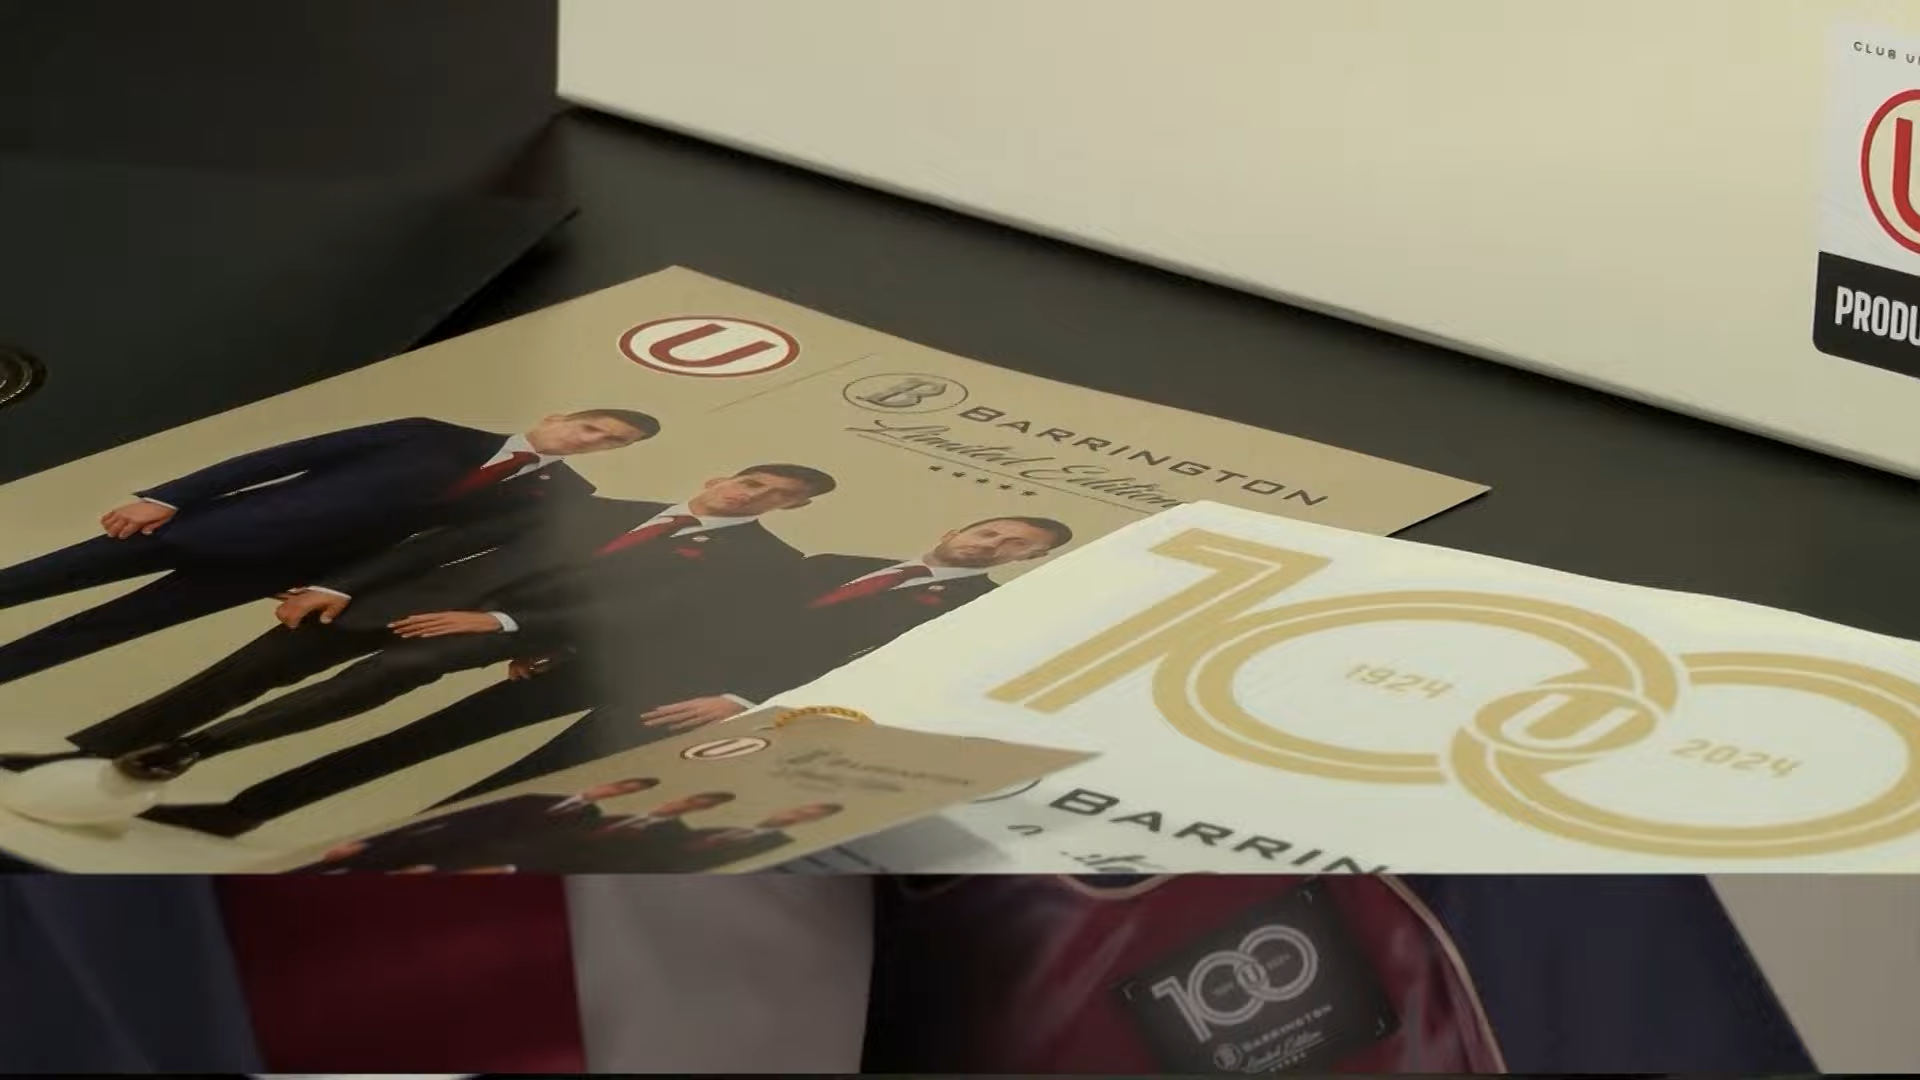 CLUB
U
PRODU
U
B BARRINGTON
Limited Edition
100
1924
U
2024
U
BARRIN
100
BARRINGTON
B Limited Edition